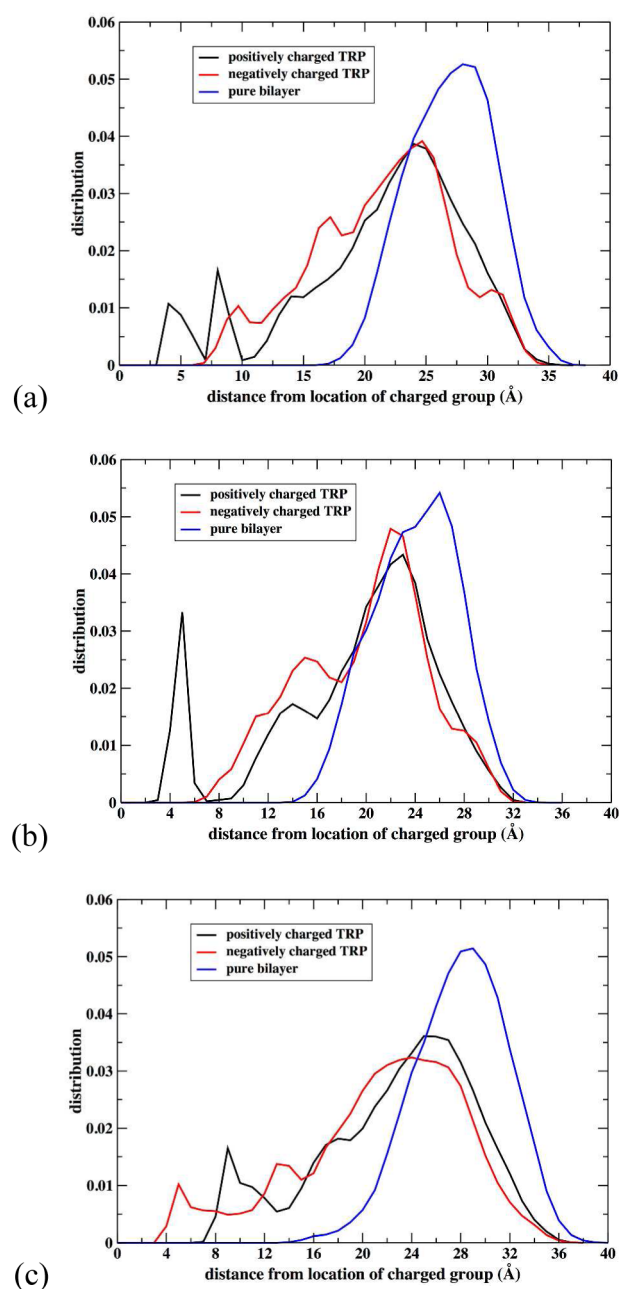 0.06
positively charged TRP
0.05
negatively charged TRP
pure bilayer
0.04
distribution
0.03
0.02
0.01
0
0 5 10 15 20 25 30 35 40
distance from location of charged group (Å)
(a)
0.06
positively charged TRP
0.05
negatively charged TRP
pure bilayer
0.04
distribution
0.03
0.02
0.01
0
0 4 8 12 16 20 24 28 32 36 40
distance from location of charged group (Å)
(b)
0.06
positively charged TRP
0.05
negatively charged TRP
pure bilayer
0.04
distribution
0.03
0.02
0.01
0
0 4 8 12 16 20 24 28 32 36 40
distance from location of charged group (Å)
(c)